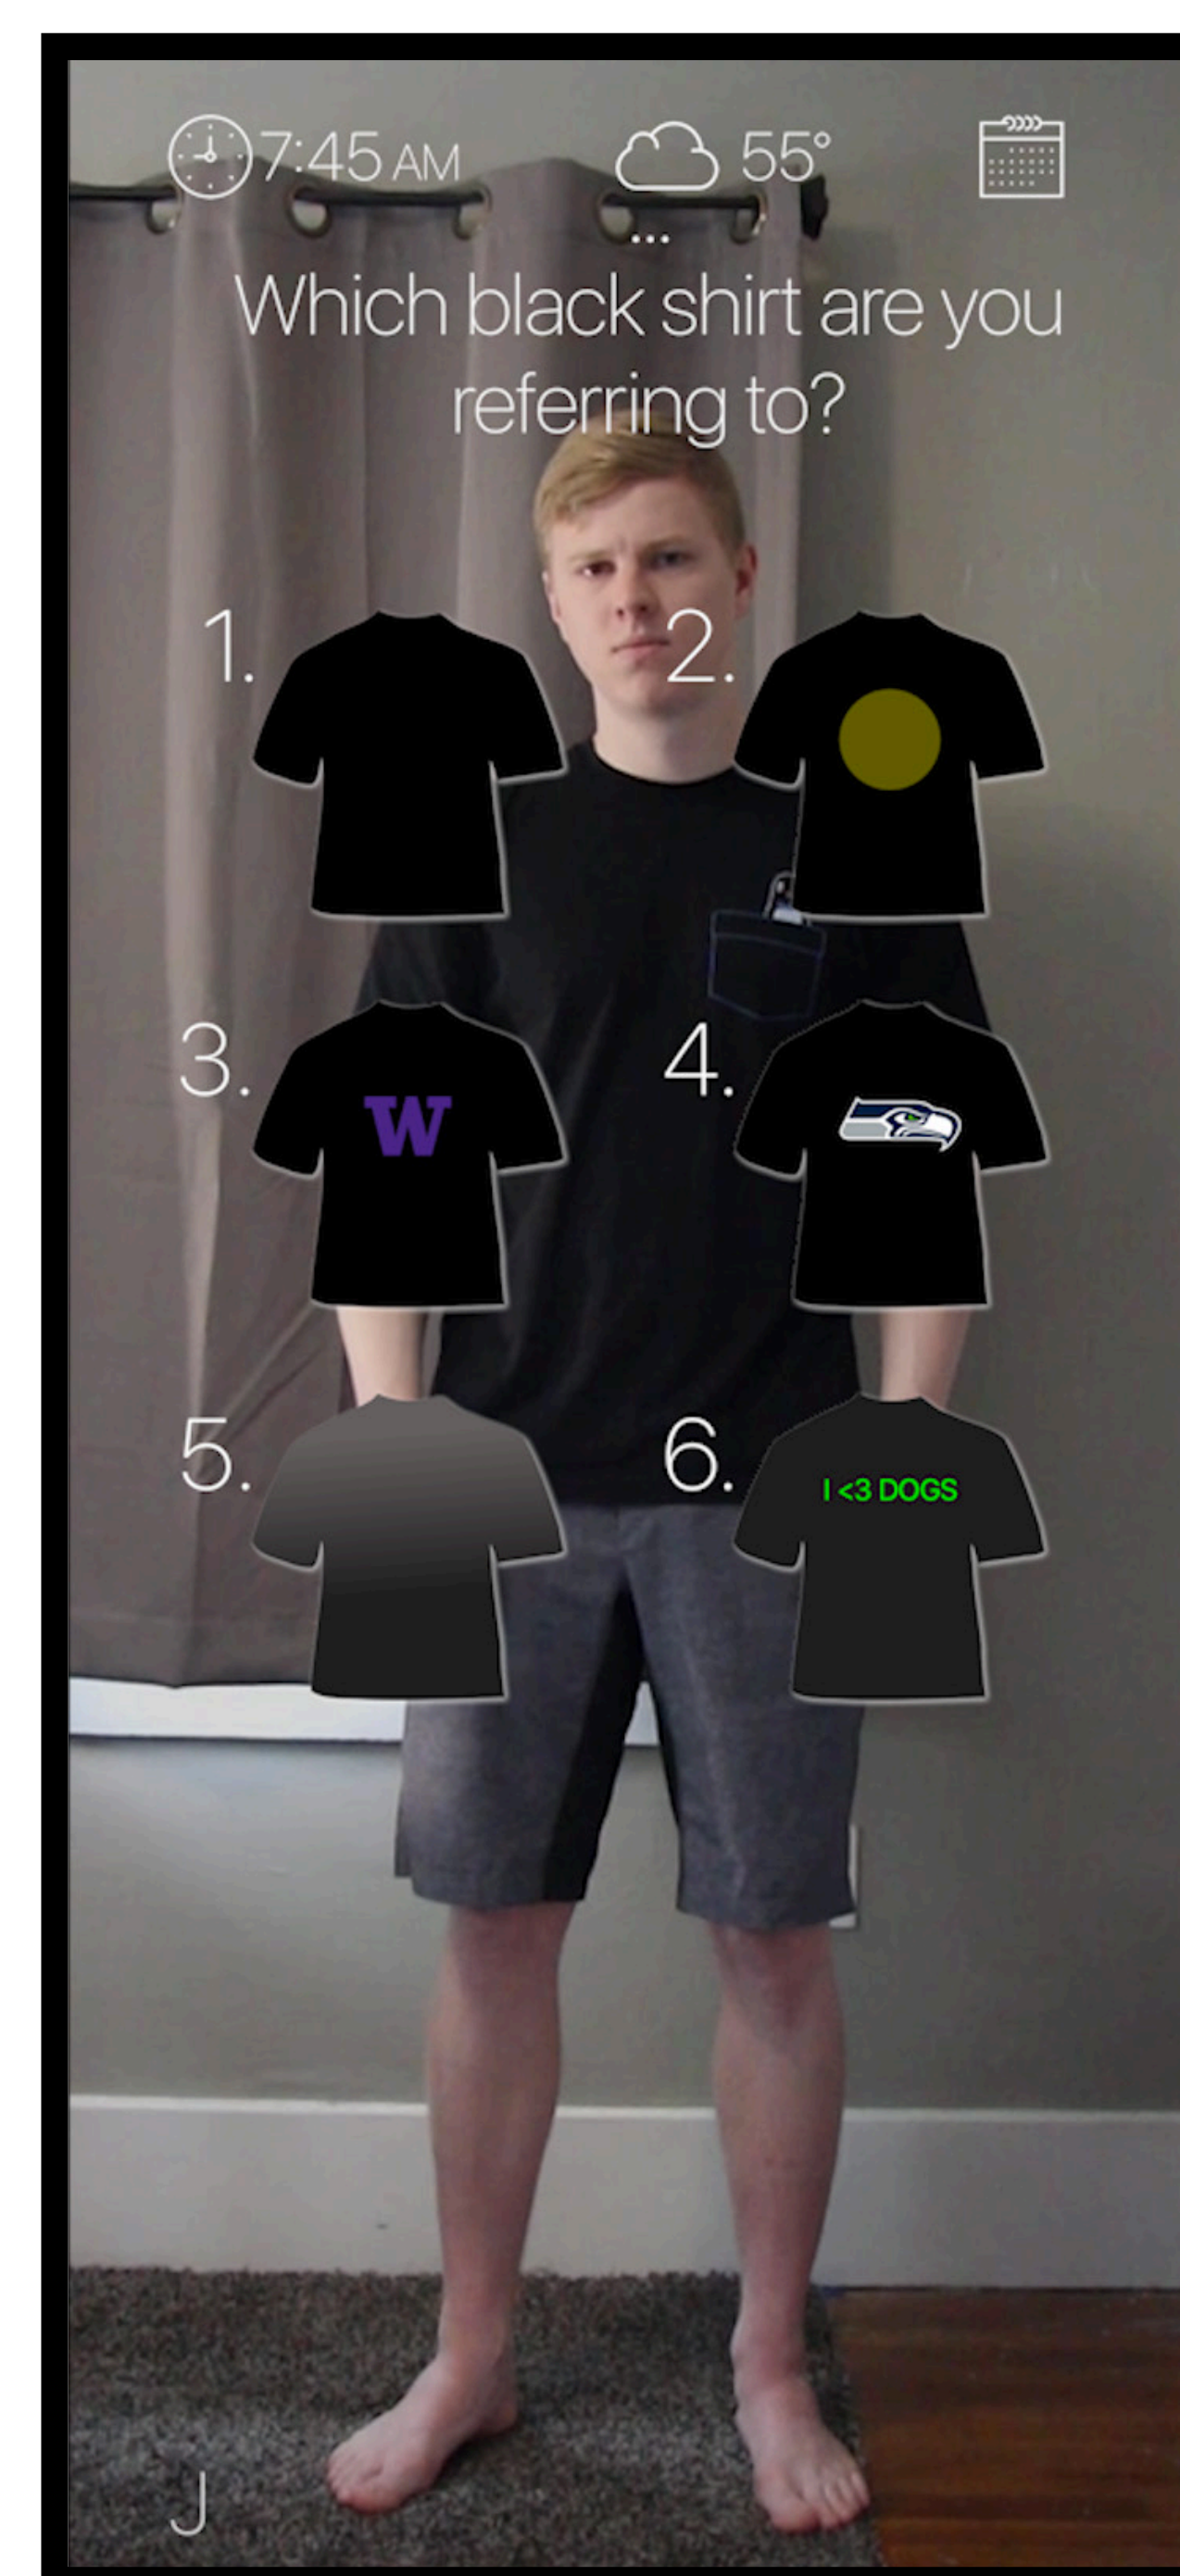 7:45 AM 55°
...
Which black shirt are you
referring to?
1. 2.
3. W 4.
5. 6. I <3 DOGS
J